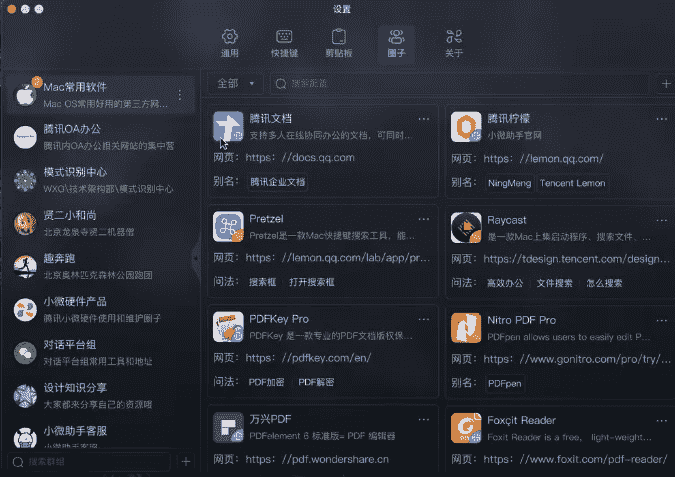 设置
通用
快捷键
剪贴板
圈子
关于
全部
搜索配置
Mac常用软件
Mac OS常用好用的第三方网...
腾讯OA办公
腾讯内OA办公相关网站的集中营
模式识别中心
WXG\技术架构部\模式识别中心
贤二小和尚
北京龙泉寺贤二机器僧
趣奔跑
北京奥林匹克森林公园跑团
小微硬件产品
腾讯小微硬件使用和维护圈子
对话平台组
对话平台组常用工具和地址
设计知识分享
大家都来分享自己的资源喽
小微助手客服
搜索群组
腾讯文档
支持多人在线协同办公的文档，可同时...
网页： https: //docs.qq.com
别名： 腾讯企业文档
腾讯柠檬
小微助手官网
网页： https: //lemon.qq.com/
别名： NingMeng Tencent Lemon
Pretzel
Pretzel是一款Mac快捷键搜索工具，能...
网页： https: //lemon.qq.com/lab/app/pr...
问法： 搜索框 打开搜索框
Raycast
是一款Mac上集启动程序、搜索文件、...
网页： https: //tdesign.tencent.com/design...
问法： 高效办公 文件搜索 怎么搜索
PDFKey Pro
PDFKey 是一款专业的PDF文档版权保...
网页： https: //pdfkey.com/en/
问法： PDF加密 PDF解密
Nitro PDF Pro
PDFpen allows users to easily edit P...
网页： https: //www.gonitro.com/pro/try/...
别名： PDFpen
万兴PDF
PDFelement 8 标准版= PDF 编辑器
网页： https: //pdf.wondershare.cn
Foxçit Reader
Foxit Reader is a free, light-weight...
网页： https: //www.foxit.com/pdf-reader/